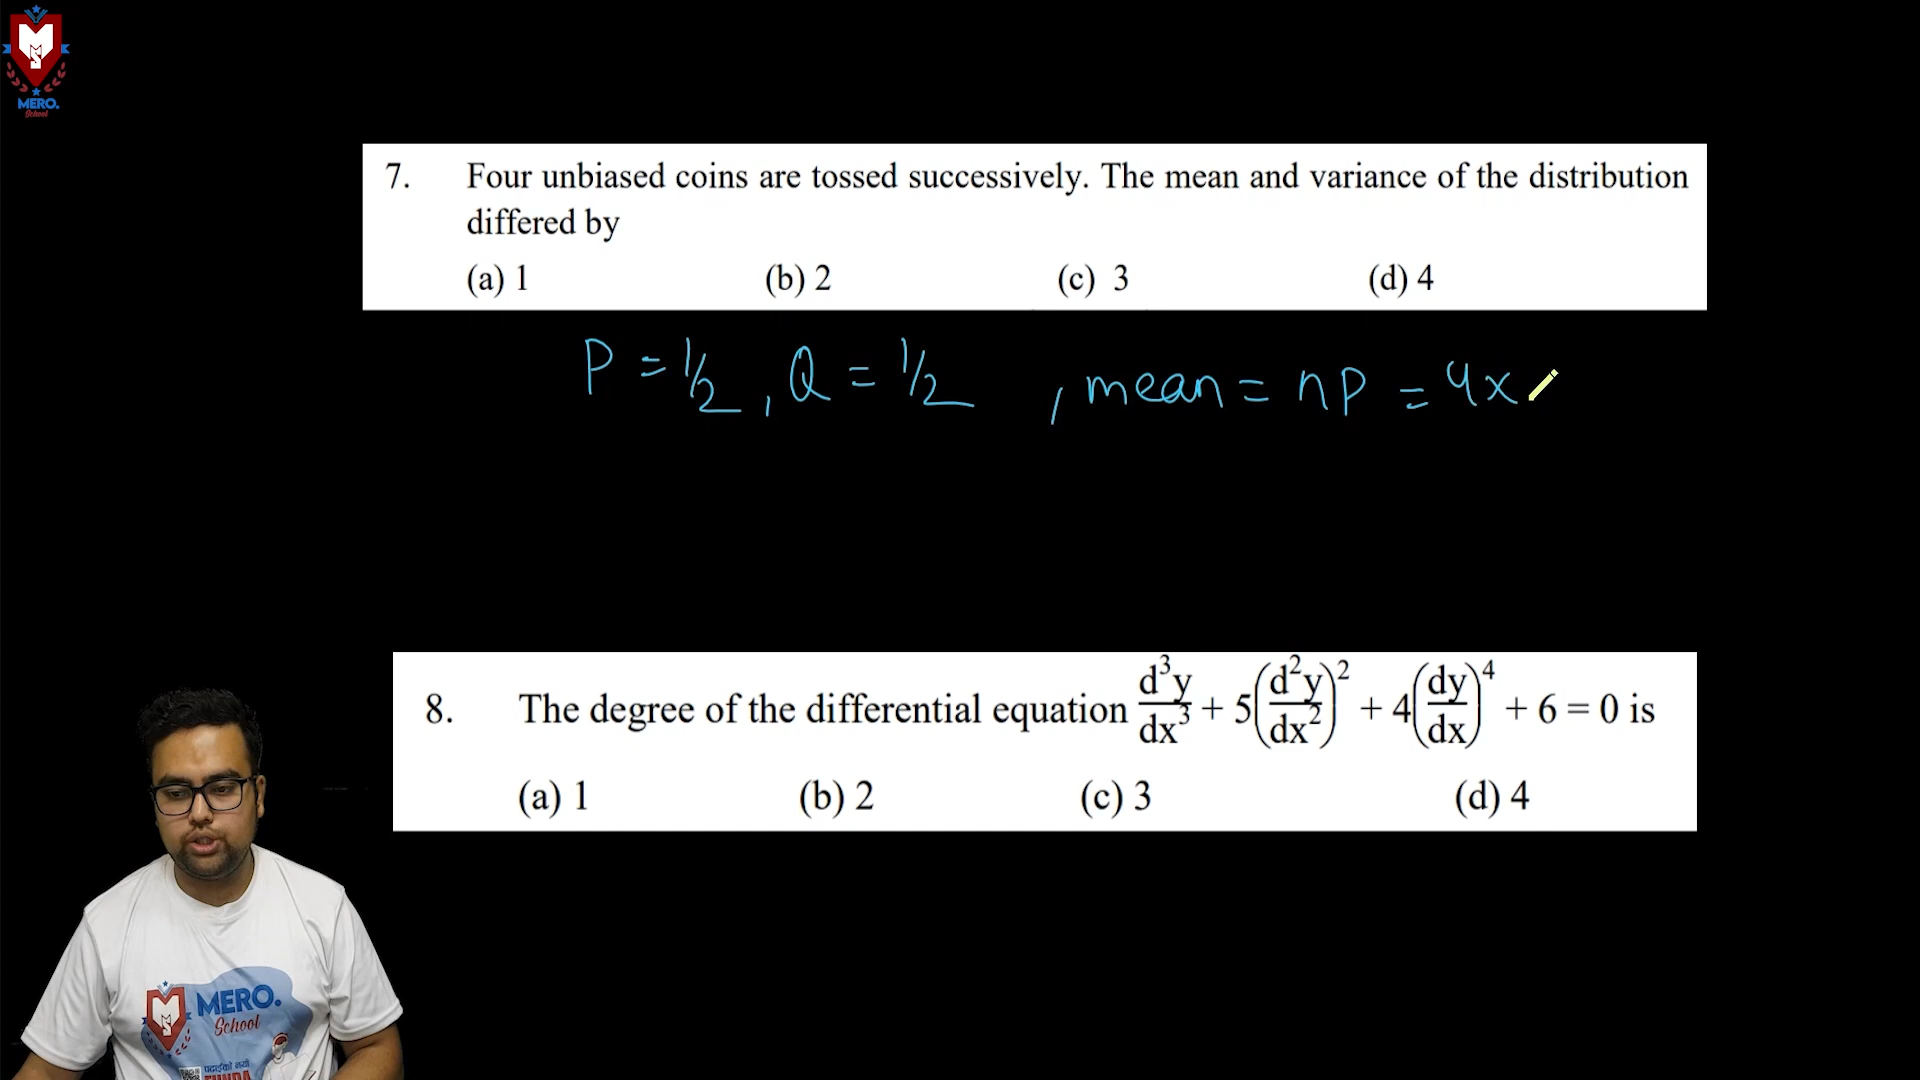 MERO.
School
7. Four unbiased coins are tossed successively. The mean and variance of the distribution
differed by
(a) 1 (b) 2 (c) 3 (d) 4
P = 1/2, Q = 1/2 , mean = np = 4x
8. The degree of the differential equation d³y/dx³ + 5(d²y/dx²)² + 4(dy/dx)⁴ + 6 = 0 is
(a) 1 (b) 2 (c) 3 (d) 4
MERO.
School